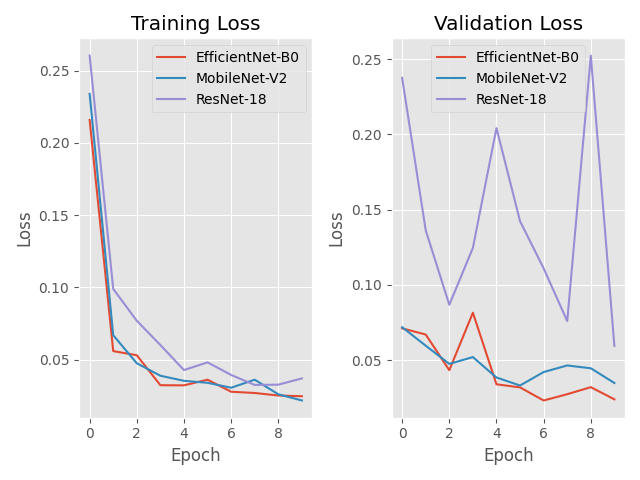 Training Loss
Loss
0.25
0.20
0.15
0.10
0.05
EfficientNet-B0
MobileNet-V2
ResNet-18
0 2 4 6 8
Epoch
Validation Loss
Loss
0.25
0.20
0.15
0.10
0.05
EfficientNet-B0
MobileNet-V2
ResNet-18
0 2 4 6 8
Epoch